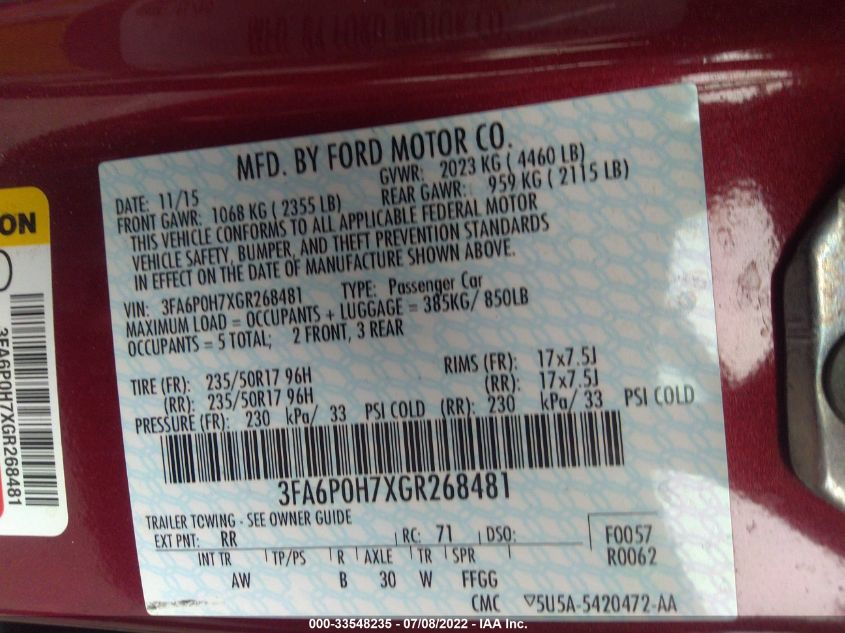 MFD. BY FORD MOTOR CO.
DATE: 11/15 GVWR: 2023 KG ( 4460 LB)
FRONT GAWR: 1068 KG ( 2355 LB) REAR GAWR: 959 KG ( 2115 LB)
THIS VEHICLE CONFORMS TO ALL APPLICABLE FEDERAL MOTOR
VEHICLE SAFETY, BUMPER, AND THEFT PREVENTION STANDARDS
IN EFFECT ON THE DATE OF MANUFACTURE SHOWN ABOVE.
VIN: 3FA6P0H7XGR268481 TYPE: Passenger Car
MAXIMUM LOAD = OCCUPANTS + LUGGAGE = 385KG/ 850LB
OCCUPANTS = 5 TOTAL; 2 FRONT, 3 REAR
TIRE (FR): 235/50R17 96H RIMS (FR): 17x7.5J
(RR): 235/50R17 96H (RR): 17x7.5J
PRESSURE (FR): 230 kPa/ 33 PSI COLD (RR): 230 kPa/ 33 PSI COLD
3FA6P0H7XGR268481
TRAILER TOWING - SEE OWNER GUIDE
EXT PNT: RR RC: 71 DSO: F0057
INT TR TP/PS R AXLE TR SPR R0062
AW B 30 W FFGG
CMC 5U5A-5420472-AA
ON
3FA6P0H7XGR268481
000-33548235 - 07/08/2022 - IAA Inc.